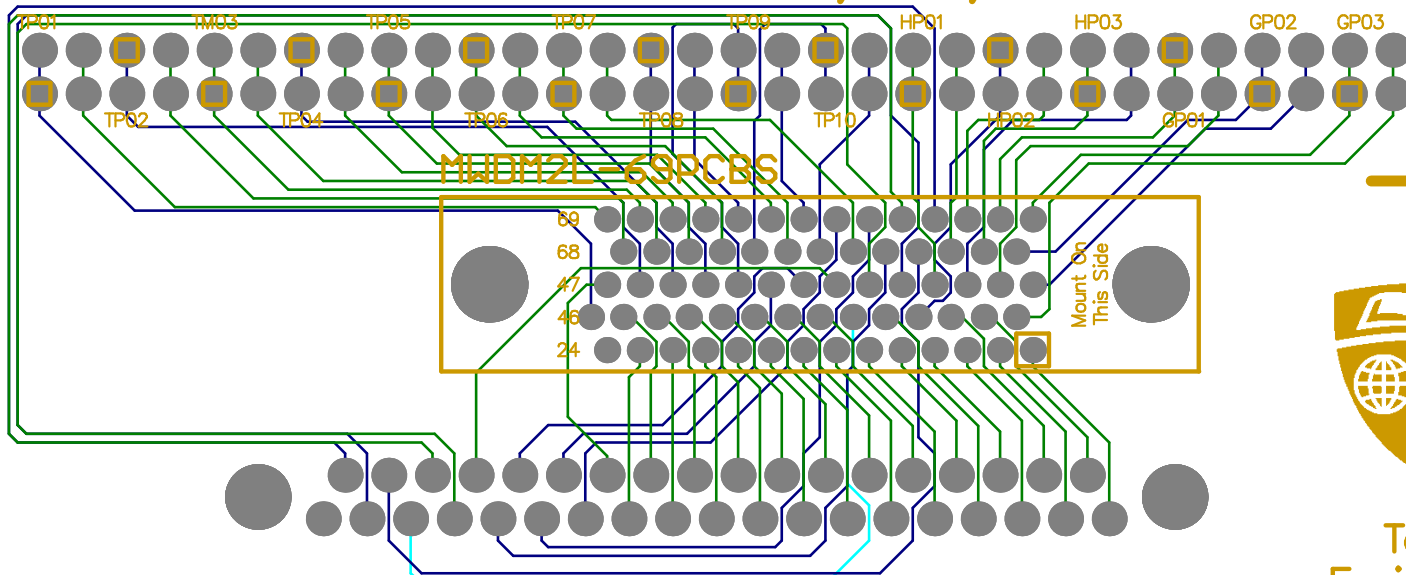 TP01 TM03 TP05 TP07 TP09 HP01 HP03 GP02 GP03
TP02 TP04 TP06 TP08 TP10 HP02 GP01
MWDM2L-69PCBS
69
68
47
46
24
Mount On
This Side